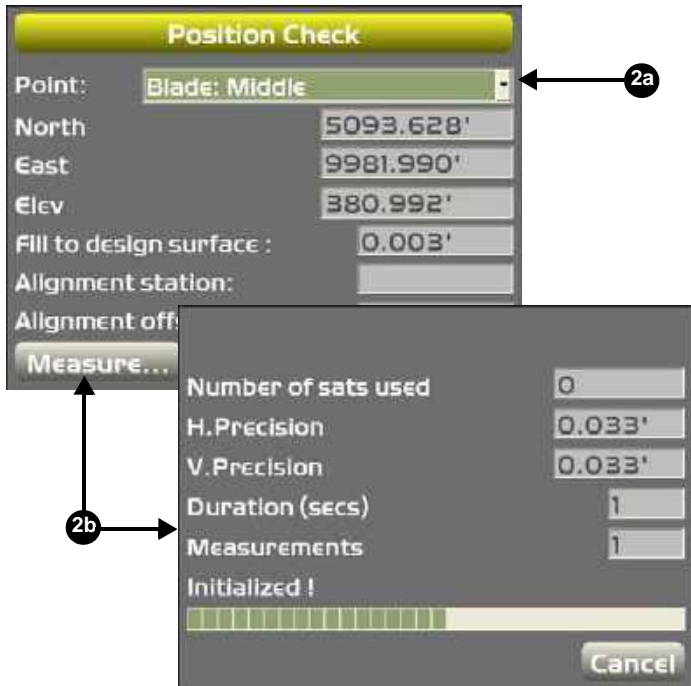 Position Check
Point: Blade: Middle
2a
North 5093.628'
East 9981.990'
Elev 380.992'
Fill to design surface : 0.003'
Alignment station:
Alignment off
Measure...
Number of sats used 0
H.Precision 0.033'
V.Precision 0.033'
Duration (secs) 1
2b
Measurements 1
Initialized !
Cancel